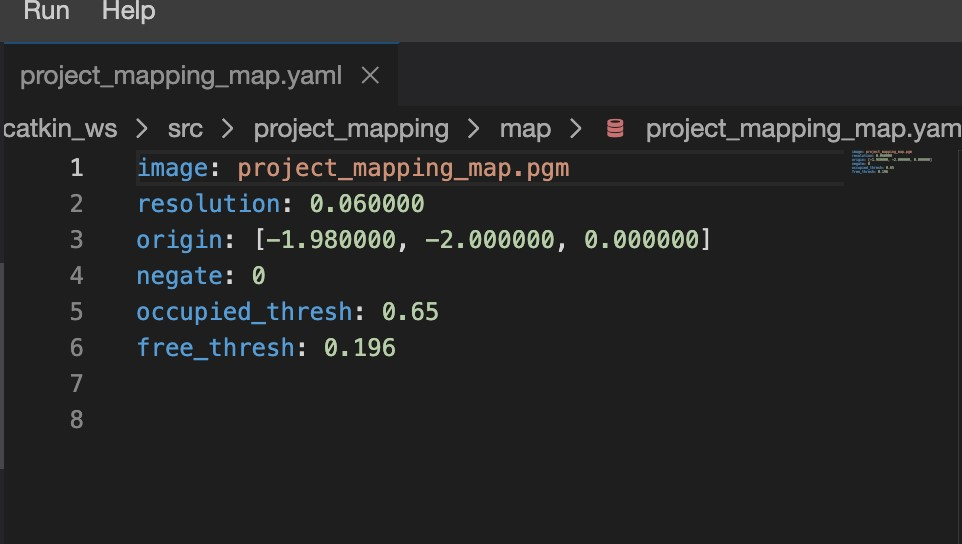 Run Help
project_mapping_map.yaml
catkin_ws > src > project_mapping > map > project_mapping_map.yam
1 image: project_mapping_map.pgm
2 resolution: 0.060000
3 origin: [-1.980000, -2.000000, 0.000000]
4 negate: 0
5 occupied_thresh: 0.65
6 free_thresh: 0.196
7
8